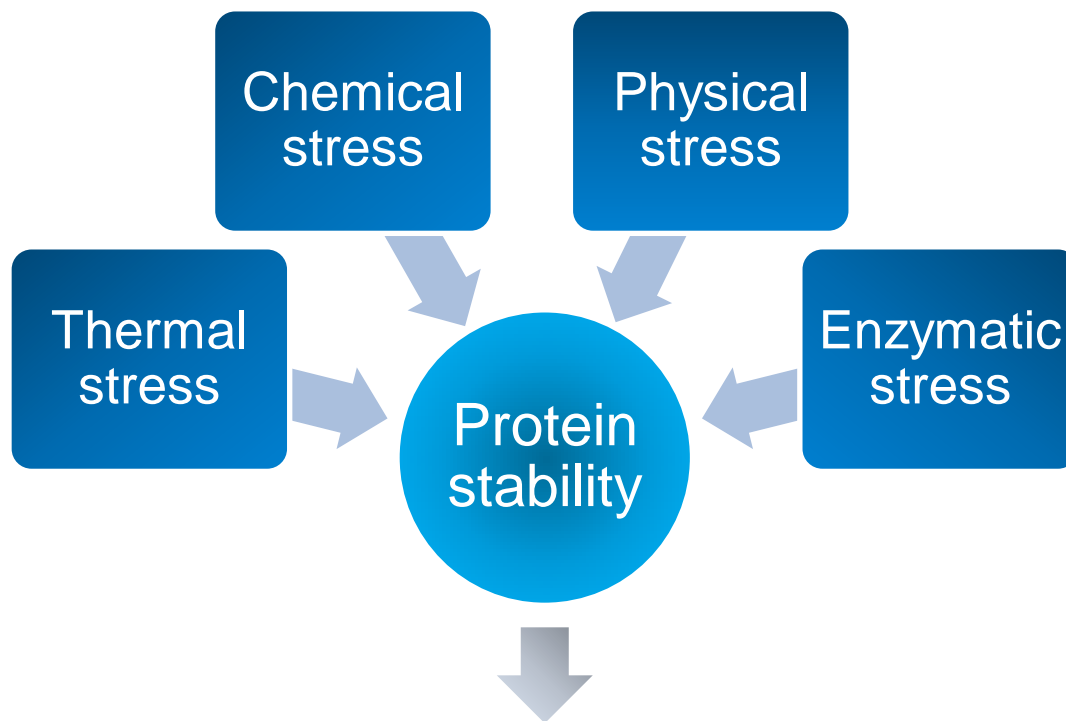 Chemical
stress
Physical
stress
Thermal
stress
Enzymatic
stress
Protein
stability